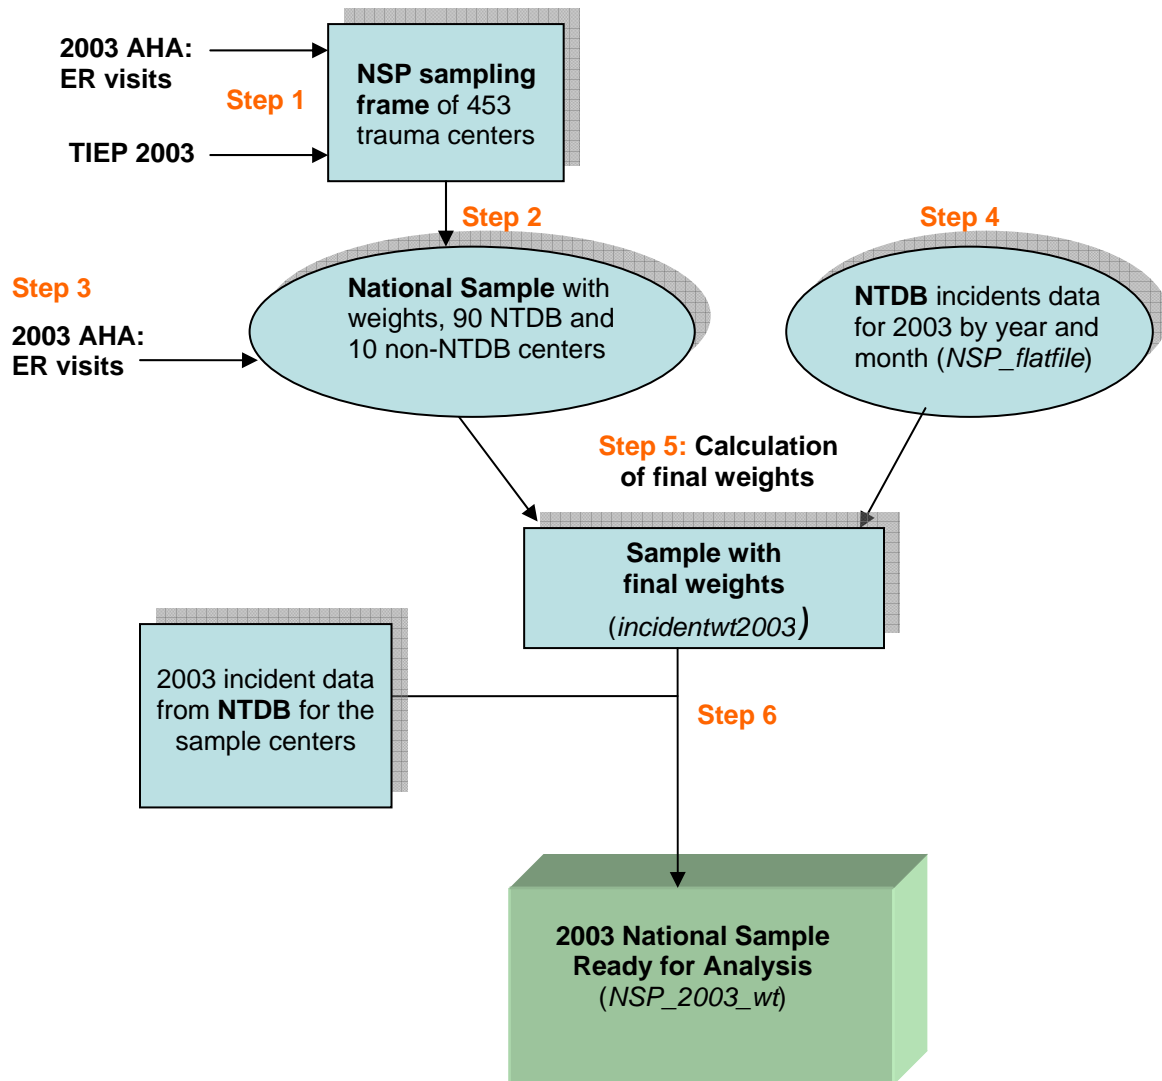 2003 AHA:
ER visits
Step 1
TIEP 2003
NSP sampling
frame of 453
trauma centers
Step 2
Step 3
2003 AHA:
ER visits
National Sample with
weights, 90 NTDB and
10 non-NTDB centers
Step 4
NTDB incidents data
for 2003 by year and
month (NSP_flatfile)
Step 5: Calculation
of final weights
Sample with
final weights
(incidentwt2003)
2003 incident data
from NTDB for the
sample centers
Step 6
2003 National Sample
Ready for Analysis
(NSP_2003_wt)